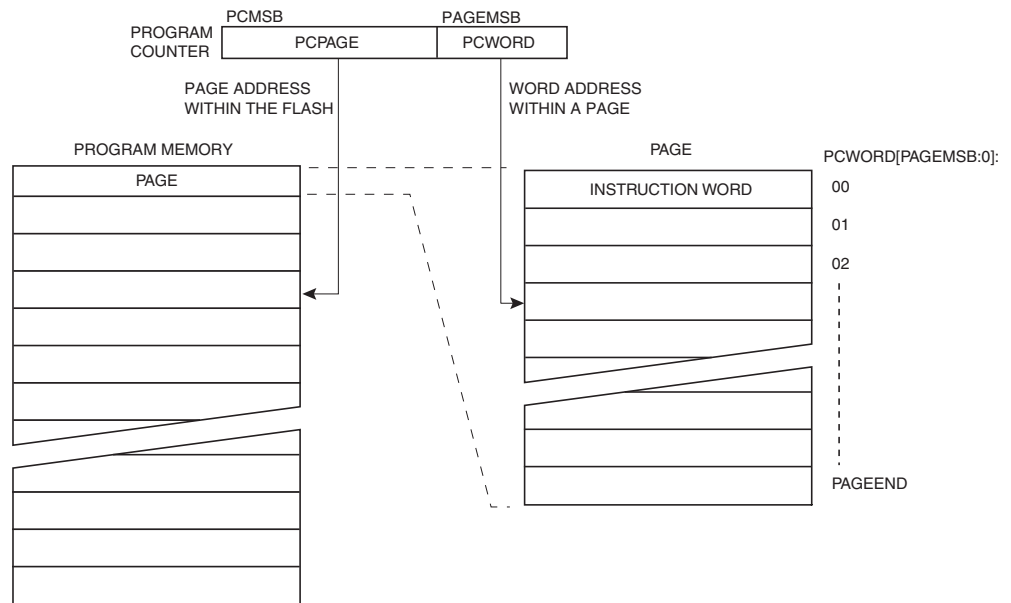 PCMSB
PAGEMSB
PROGRAM
COUNTER
PCPAGE
PCWORD
PAGE ADDRESS
WITHIN THE FLASH
WORD ADDRESS
WITHIN A PAGE
PROGRAM MEMORY
PAGE
PAGE
INSTRUCTION WORD
PCWORD[PAGEMSB:0]:
00
01
02
PAGEEND